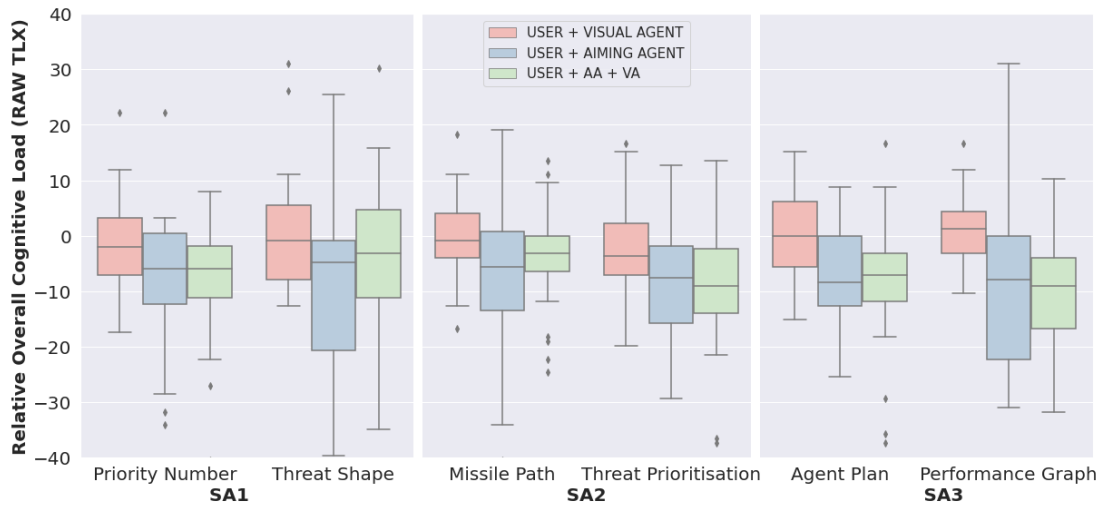 Relative Overall Cognitive Load (RAW TLX)
40
30
20
10
0
−10
−20
−30
−40
USER + VISUAL AGENT
USER + AIMING AGENT
USER + AA + VA
Priority Number Threat Shape Missile Path Threat Prioritisation Agent Plan Performance Graph
SA1 SA2 SA3